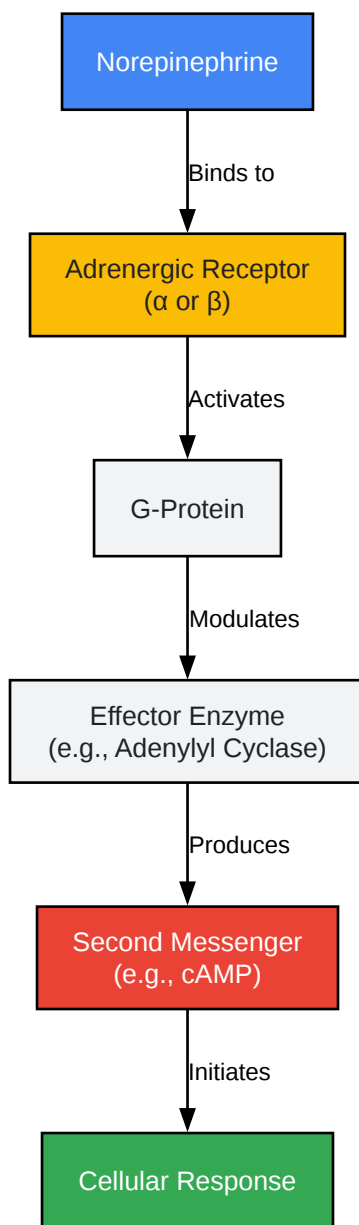 Norepinephrine
Binds to
Adrenergic Receptor
(α or β)
Activates
G-Protein
Modulates
Effector Enzyme
(e.g., Adenylyl Cyclase)
Produces
Second Messenger
(e.g., cAMP)
Initiates
Cellular Response